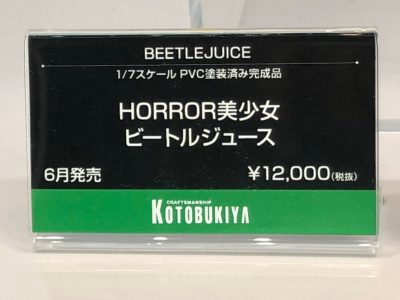 BEETLEJUICE
1/7スケール PVC塗装済み完成品
HORROR美少女
ビートルジュース
6月発売 ¥12,000(税抜)
CRAFTSMANSHIP
KOTOBUKIYA